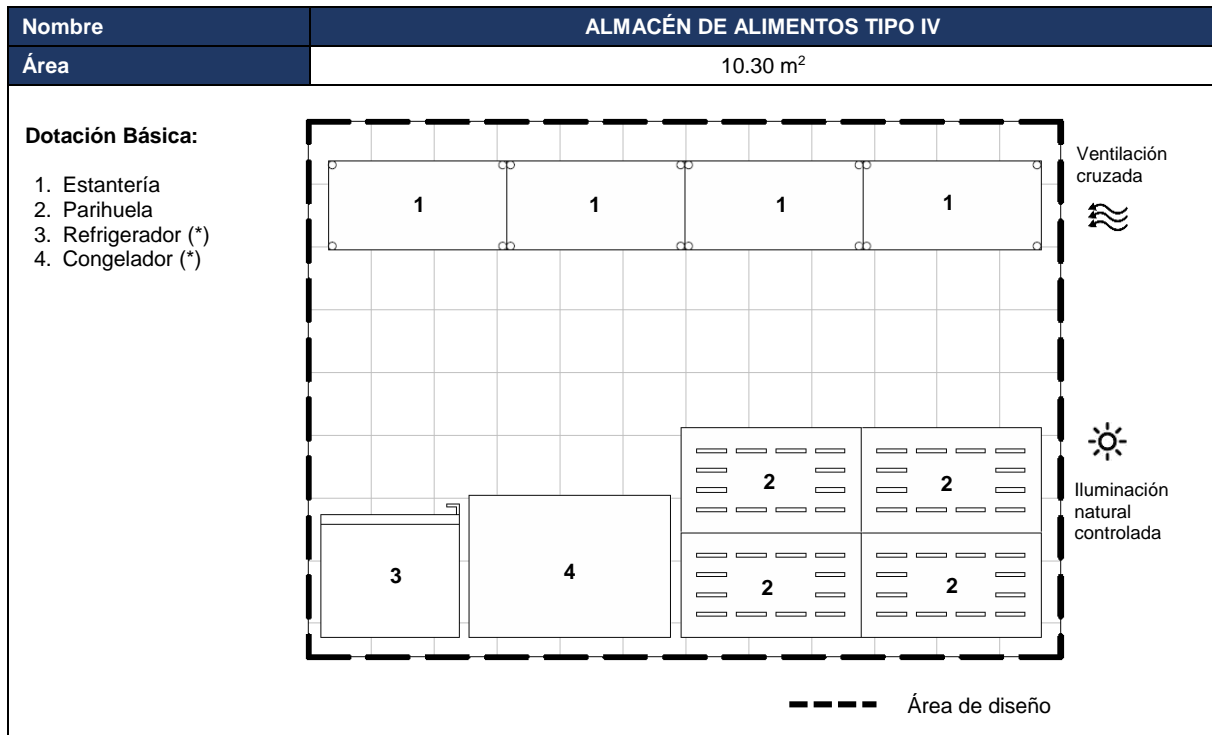 Nombre
ALMACÉN DE ALIMENTOS TIPO IV
Área
10.30 m²
Dotación Básica:
1. Estantería
2. Parihuela
3. Refrigerador (*)
4. Congelador (*)
1
1
1
1
Ventilación
cruzada
2
2
Iluminación
natural
controlada
3
4
2
2
Área de diseño